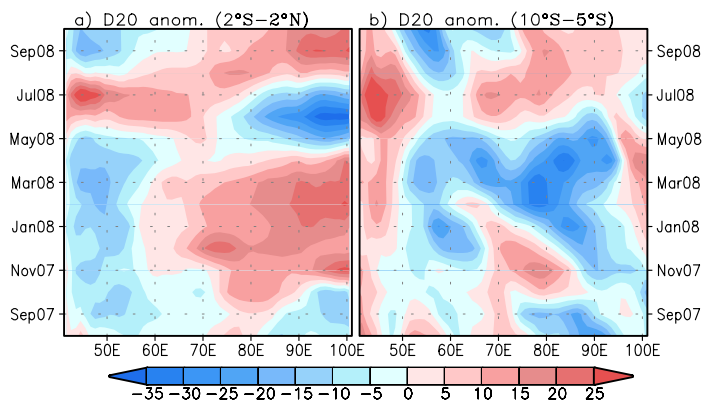 a) D20 anom. (2°S−2°N) b) D20 anom. (10°S−5°S)
Sep08 Sep08
Jul08 Jul08
May08 May08
Mar08 Mar08
Jan08 Jan08
Nov07 Nov07
Sep07 Sep07
50E 60E 70E 80E 90E 100E 50E 60E 70E 80E 90E 100E
−35 −30 −25 −20 −15 −10 −5 0 5 10 15 20 25